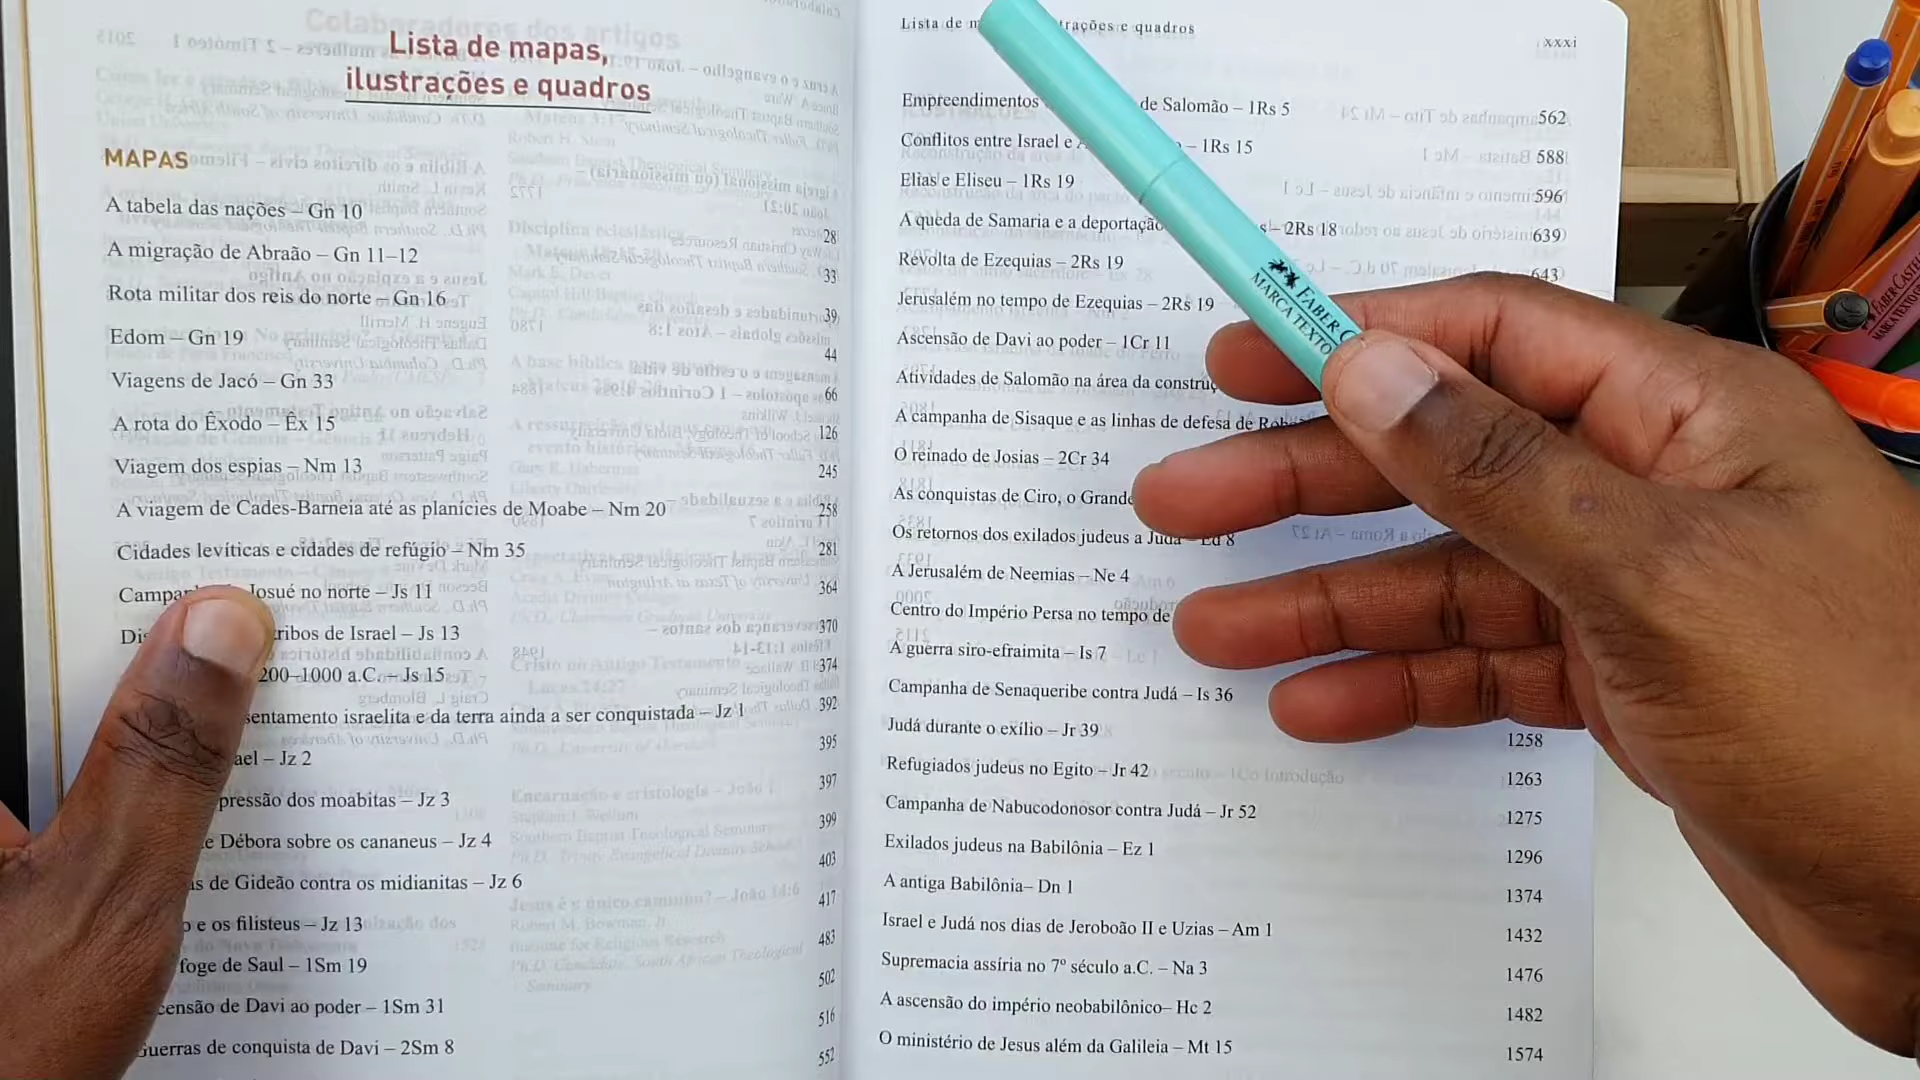 Lista de mapas,
ilustrações e quadros
MAPAS
A tabela das nações – Gn 10 28
A migração de Abraão – Gn 11–12 33
Rota militar dos reis do norte – Gn 16 39
Edom – Gn 19 44
Viagens de Jacó – Gn 33 66
A rota do Êxodo – Êx 15 126
Viagem dos espias – Nm 13 245
A viagem de Cades-Barneia até as planícies de Moabe – Nm 20 258
Cidades levíticas e cidades de refúgio – Nm 35 281
Josué no norte – Js 11 364
ribos de Israel – Js 13 370
200–1000 a.C. – Js 15 374
sentamento israelita e da terra ainda a ser conquistada – Jz 1 392
ael – Jz 2 395
pressão dos moabitas – Jz 3 397
e Débora sobre os cananeus – Jz 4 399
s de Gideão contra os midianitas – Jz 6 403
o e os filisteus – Jz 13 417
foge de Saul – 1Sm 19 483
censão de Davi ao poder – 1Sm 31 502
Guerras de conquista de Davi – 2Sm 8 516
552
Lista de m trações e quadros
xxxi
Empreendimentos de Salomão – 1Rs 5 562
Conflitos entre Israel e – 1Rs 15 588
Elias e Eliseu – 1Rs 19 596
A queda de Samaria e a deportação s – 2Rs 18 639
Revolta de Ezequias – 2Rs 19 643
Jerusalém no tempo de Ezequias – 2Rs 19
Ascensão de Davi ao poder – 1Cr 11
Atividades de Salomão na área da construç
A campanha de Sisaque e as linhas de defesa de
O reinado de Josias – 2Cr 34
As conquistas de Ciro, o Grande
Os retornos dos exilados judeus a Judá – Ed 8
A Jerusalém de Neemias – Ne 4
Centro do Império Persa no tempo de
A guerra siro-efraimita – Is 7
Campanha de Senaqueribe contra Judá – Is 36
Judá durante o exílio – Jr 39 1258
Refugiados judeus no Egito – Jr 42 1263
Campanha de Nabucodonosor contra Judá – Jr 52 1275
Exilados judeus na Babilônia – Ez 1 1296
A antiga Babilônia– Dn 1 1374
Israel e Judá nos dias de Jeroboão II e Uzias – Am 1 1432
Supremacia assíria no 7º século a.C. – Na 3 1476
A ascensão do império neobabilônico– Hc 2 1482
O ministério de Jesus além da Galileia – Mt 15 1574
FABER C
MARCA TEXTO
FABER-CASTEL
MARCA TEXTO